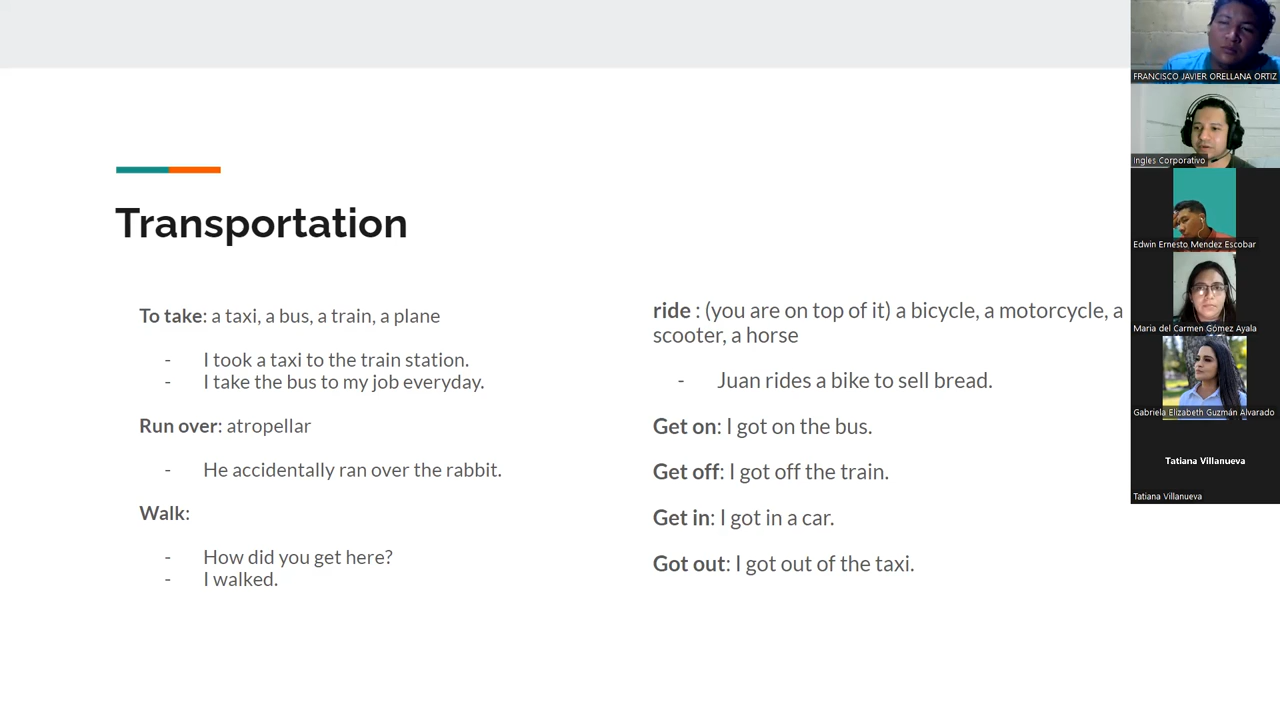 Transportation
To take: a taxi, a bus, a train, a plane
- I took a taxi to the train station.
- I take the bus to my job everyday.
Run over: atropellar
- He accidentally ran over the rabbit.
Walk:
- How did you get here?
- I walked.
ride : (you are on top of it) a bicycle, a motorcycle, a
scooter, a horse
- Juan rides a bike to sell bread.
Get on: I got on the bus.
Get off: I got off the train.
Get in: I got in a car.
Got out: I got out of the taxi.
FRANCISCO JAVIER ORELLANA ORTIZ
Ingles Corporativo
Edwin Ernesto Mendez Escobar
Maria del Carmen Gómez Ayala
Gabriela Elizabeth Guzmán Alvarado
Tatiana Villanueva
Tatiana Villanueva